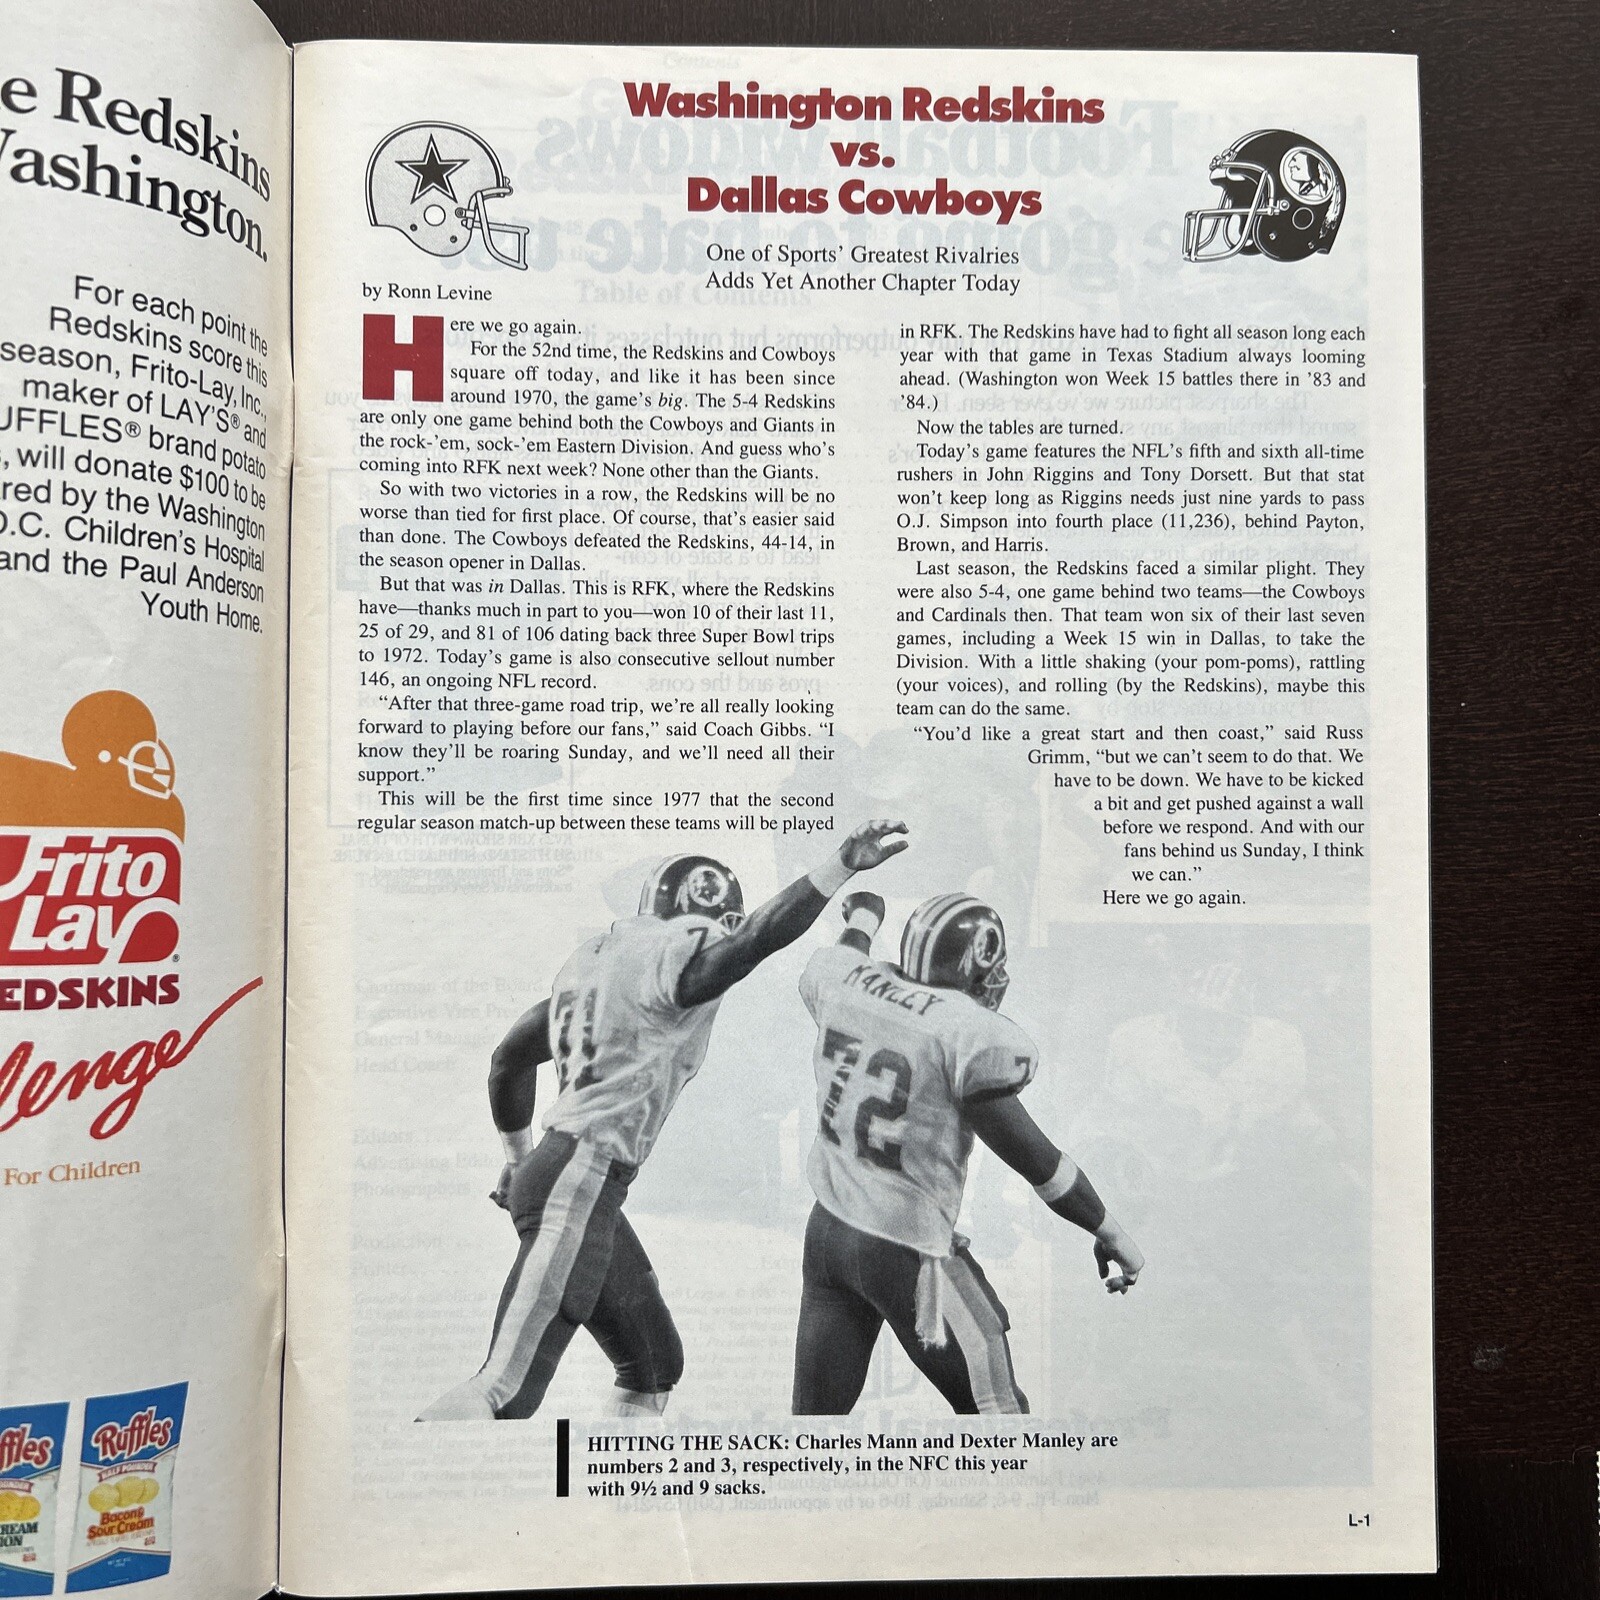 e Redskins
Washington.
For each point the
Redskins score this
season, Frito-Lay, Inc.,
maker of LAY'S® and
UFFLES® brand potato
, will donate $100 to be
red by the Washington
D.C. Children's Hospital
and the Paul Anderson
Youth Home.
Frito
Lay
®
EDSKINS
lenge
For Children
ffles
REAM
ION
Ruffles
Bacon &
Sour Cream
Washington Redskins
vs.
Dallas Cowboys
One of Sports' Greatest Rivalries
Adds Yet Another Chapter Today
by Ronn Levine
Here we go again.
For the 52nd time, the Redskins and Cowboys
square off today, and like it has been since
around 1970, the game's big. The 5-4 Redskins
are only one game behind both the Cowboys and Giants in
the rock-'em, sock-'em Eastern Division. And guess who's
coming into RFK next week? None other than the Giants.
So with two victories in a row, the Redskins will be no
worse than tied for first place. Of course, that's easier said
than done. The Cowboys defeated the Redskins, 44-14, in
the season opener in Dallas.
But that was in Dallas. This is RFK, where the Redskins
have—thanks much in part to you—won 10 of their last 11,
25 of 29, and 81 of 106 dating back three Super Bowl trips
to 1972. Today's game is also consecutive sellout number
146, an ongoing NFL record.
“After that three-game road trip, we're all really looking
forward to playing before our fans,” said Coach Gibbs. “I
know they'll be roaring Sunday, and we'll need all their
support.”
This will be the first time since 1977 that the second
regular season match-up between these teams will be played
in RFK. The Redskins have had to fight all season long each
year with that game in Texas Stadium always looming
ahead. (Washington won Week 15 battles there in '83 and
'84.)
Now the tables are turned.
Today's game features the NFL's fifth and sixth all-time
rushers in John Riggins and Tony Dorsett. But that stat
won't keep long as Riggins needs just nine yards to pass
O.J. Simpson into fourth place (11,236), behind Payton,
Brown, and Harris.
Last season, the Redskins faced a similar plight. They
were also 5-4, one game behind two teams—the Cowboys
and Cardinals then. That team won six of their last seven
games, including a Week 15 win in Dallas, to take the
Division. With a little shaking (your pom-poms), rattling
(your voices), and rolling (by the Redskins), maybe this
team can do the same.
“You'd like a great start and then coast,” said Russ
Grimm, “but we can't seem to do that. We
have to be down. We have to be kicked
a bit and get pushed against a wall
before we respond. And with our
fans behind us Sunday, I think
we can.”
Here we go again.
7
71
MANLEY
72
7
HITTING THE SACK: Charles Mann and Dexter Manley are
numbers 2 and 3, respectively, in the NFC this year
with 9½ and 9 sacks.
L-1